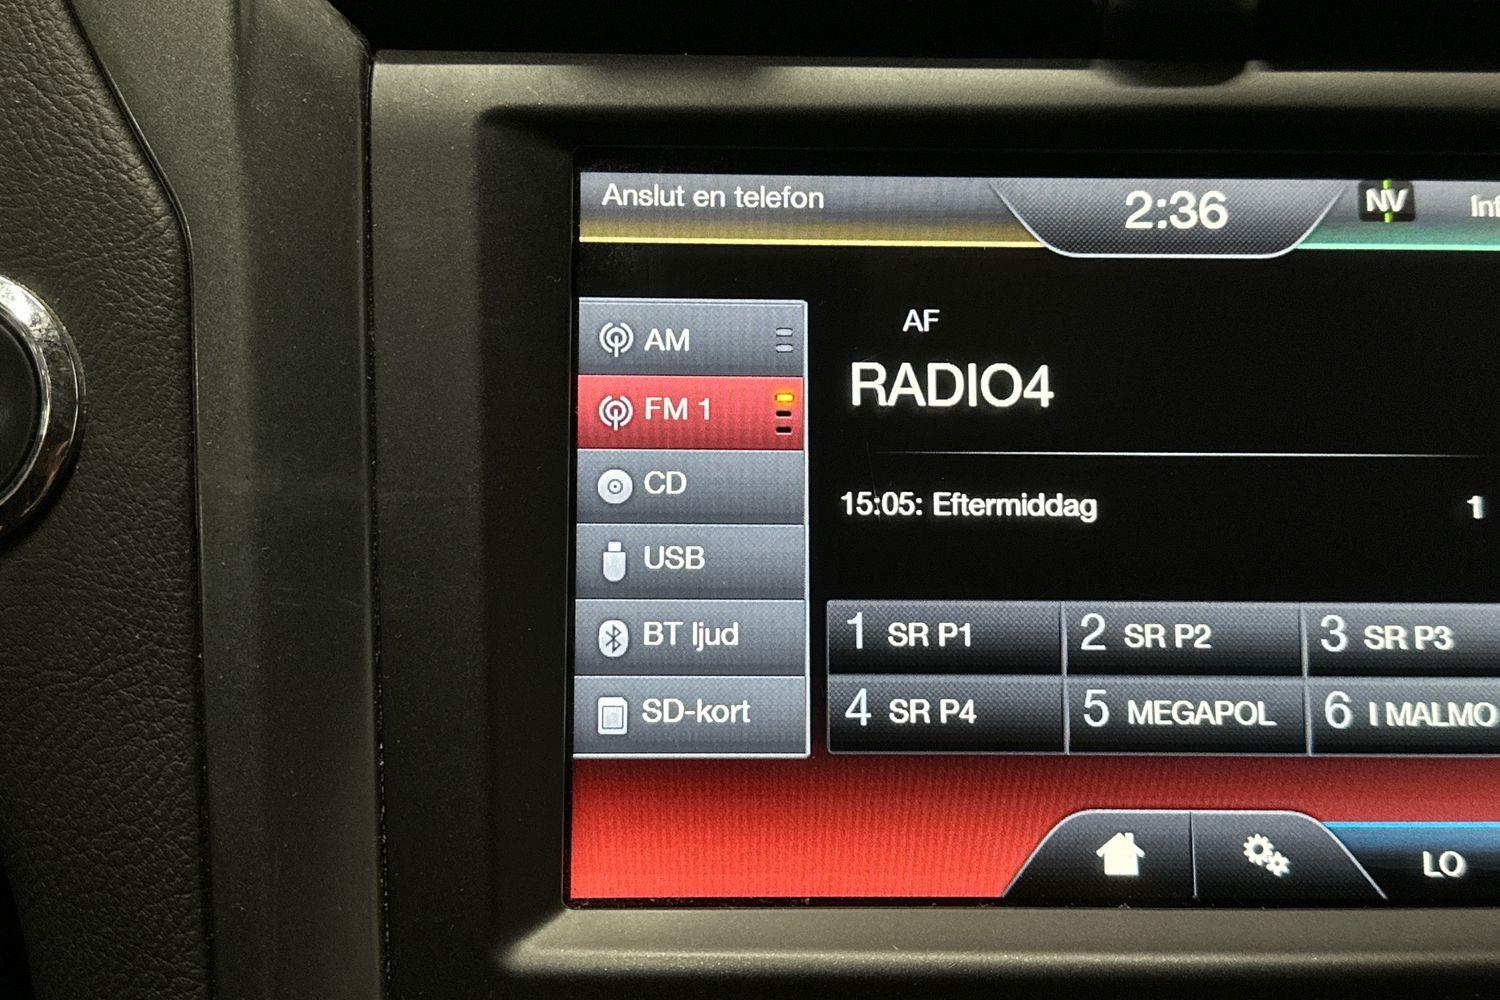 Anslut en telefon
2:36
NV
Inf
AF
RADIO4
AM
FM 1
CD
USB
BT ljud
SD-kort
15:05: Eftermiddag
1
1 SR P1
2 SR P2
3 SR P3
4 SR P4
5 MEGAPOL
6 I MALMO
LO